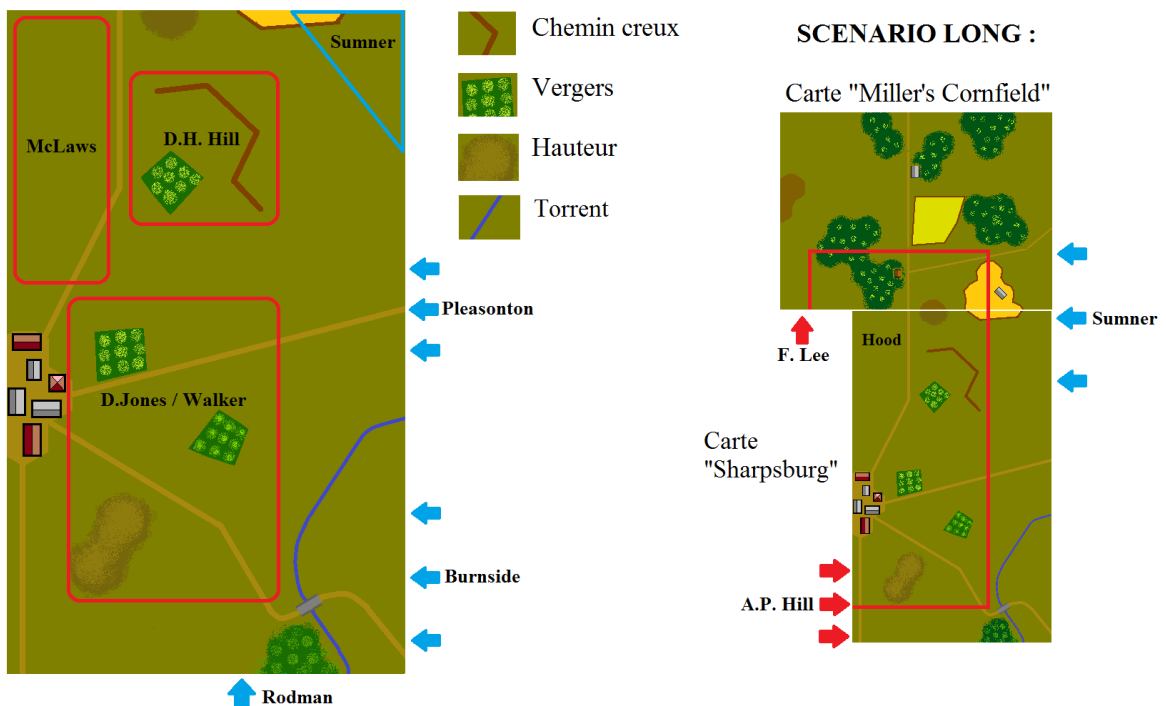 Sumner
McLaws
D.H. Hill
Pleasonton
D.Jones / Walker
Burnside
Rodman
Chemin creux
Vergers
Hauteur
Torrent
SCENARIO LONG :
Carte "Miller's Cornfield"
Sumner
F. Lee
Hood
Carte
"Sharpsburg"
A.P. Hill